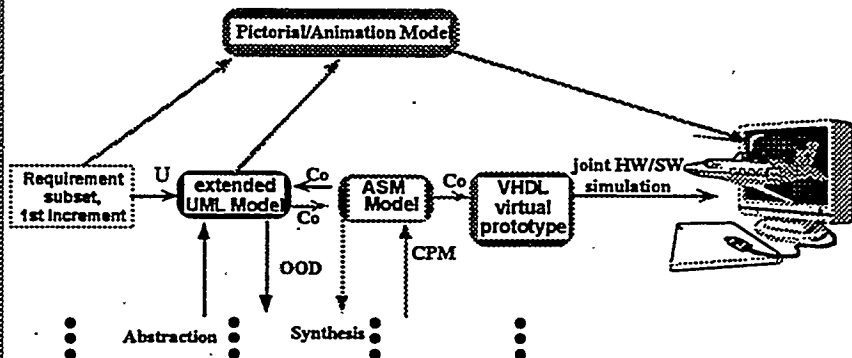 Pictorial/Animation Model
Requirement
subset,
1st Increment
U
extended
UML Model
Co
Co
ASM
Model
Co
VHDL
virtual
prototype
joint HW/SW
simulation
OOD
CPM
Abstraction
Synthesis